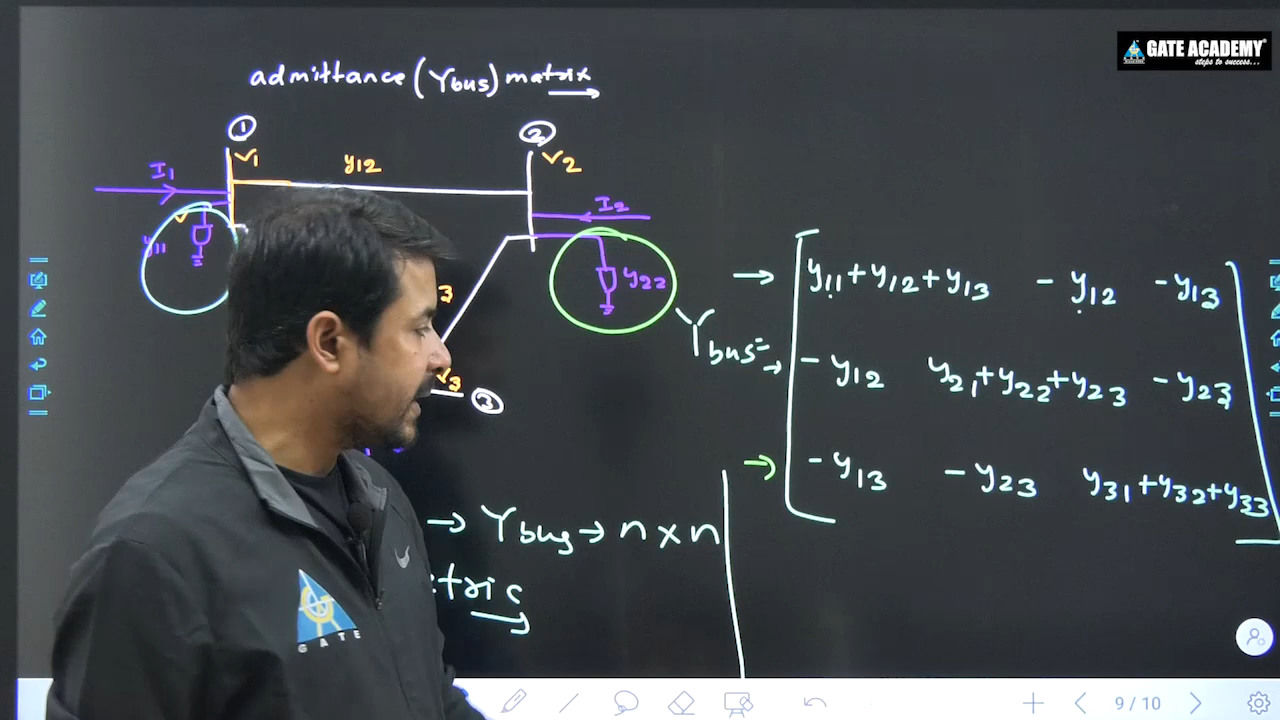 GATE ACADEMY
steps to success...
admittance (Ybus) matrix
1 2
V1 y12 V2
I1
I2
y11
y22
3
V3
3
Ybus=
y11+y12+y13 -y12 -y13
-y12 y21+y22+y23 -y23
-y13 -y23 y31+y32+y33
→ Ybus → n×n
tric
GATE
9/10